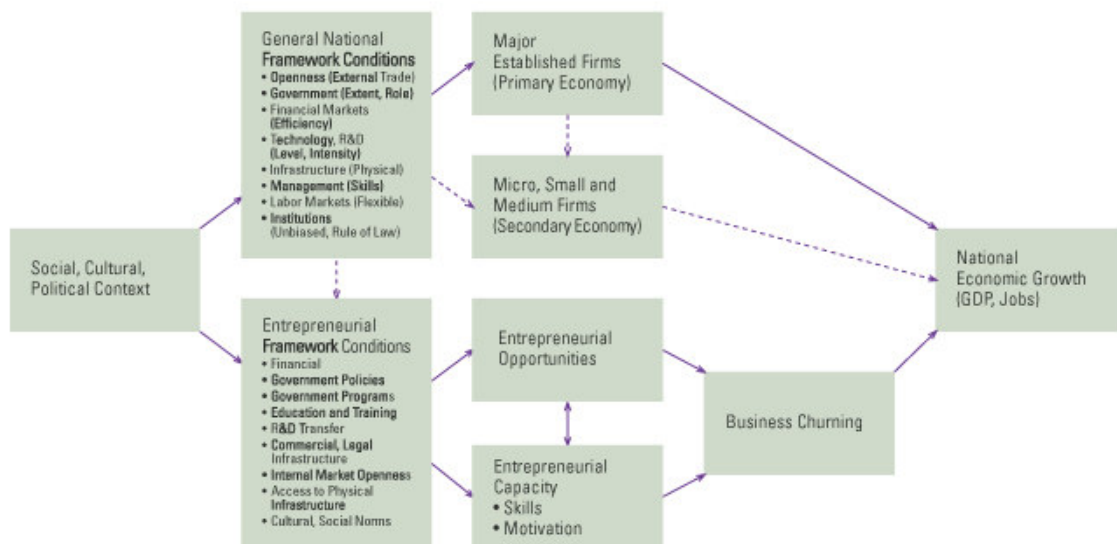 Social, Cultural,
Political Context
General National
Framework Conditions
• Openness (External Trade)
• Government (Extent, Role)
• Financial Markets
(Efficiency)
• Technology, R&D
(Level, Intensity)
• Infrastructure (Physical)
• Management (Skills)
• Labor Markets (Flexible)
• Institutions
(Unbiased, Rule of Law)
Entrepreneurial
Framework Conditions
• Financial
• Government Policies
• Government Programs
• Education and Training
• R&D Transfer
• Commercial, Legal
Infrastructure
• Internal Market Openness
• Access to Physical
Infrastructure
• Cultural, Social Norms
Major
Established Firms
(Primary Economy)
Micro, Small and
Medium Firms
(Secondary Economy)
Entrepreneurial
Opportunities
Entrepreneurial
Capacity
• Skills
• Motivation
Business Churning
National
Economic Growth
(GDP, Jobs)